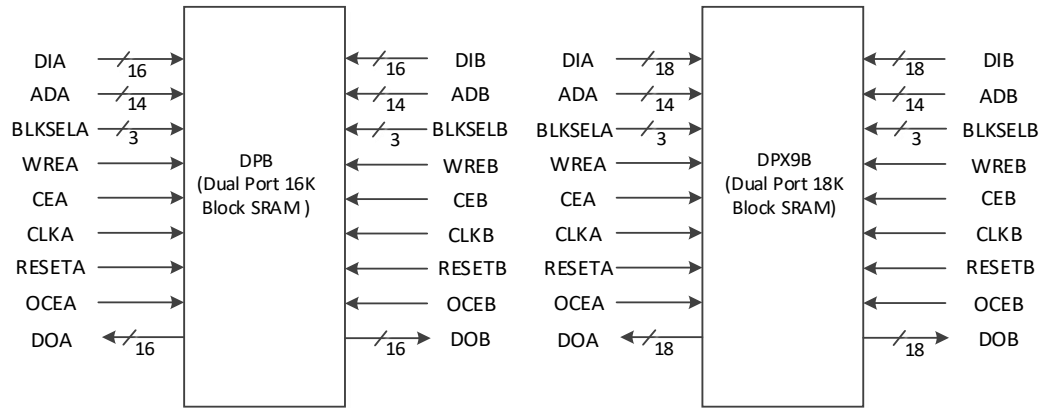 DIA 16 DIB 16
ADA 14 ADB 14
BLKSELA 3 BLKSELB 3
WREA WREB
CEA CEB
CLKA CLKB
RESETA RESETB
OCEA OCEB
DOA 16 DOB 16
DPB
(Dual Port 16K
Block SRAM )
DIA 18 DIB 18
ADA 14 ADB 14
BLKSELA 3 BLKSELB 3
WREA WREB
CEA CEB
CLKA CLKB
RESETA RESETB
OCEA OCEB
DOA 18 DOB 18
DPX9B
(Dual Port 18K
Block SRAM)